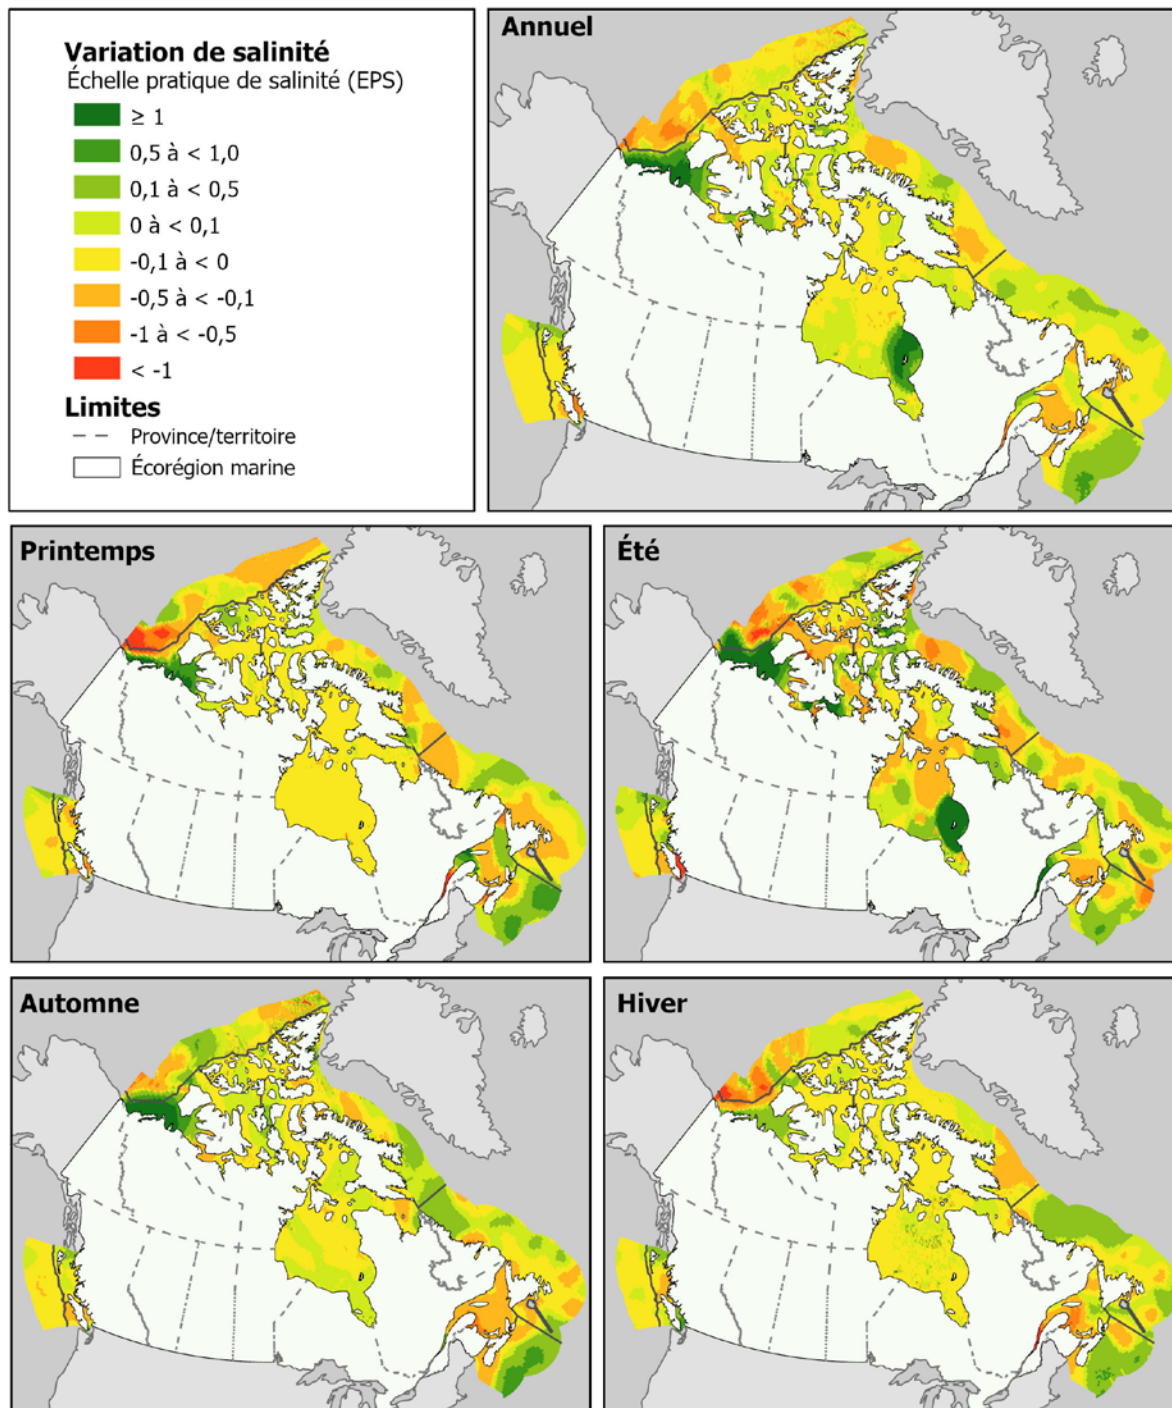 Variation de salinité
Échelle pratique de salinité (EPS)
≥ 1
0,5 à < 1,0
0,1 à < 0,5
0 à < 0,1
-0,1 à < 0
-0,5 à < -0,1
-1 à < -0,5
< -1
Limites
Province/territoire
Écorégion marine
Annuel
Printemps
Été
Automne
Hiver